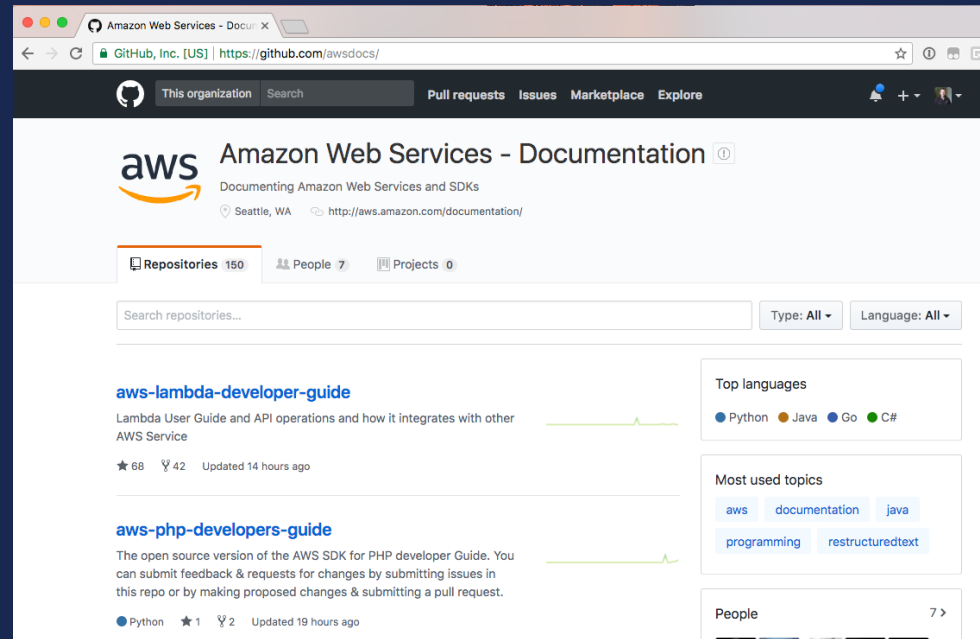 Amazon Web Services - Docum
GitHub, Inc. [US] | https://github.com/awsdocs/
This organization Search Pull requests Issues Marketplace Explore
aws
Amazon Web Services - Documentation
Documenting Amazon Web Services and SDKs
Seattle, WA http://aws.amazon.com/documentation/
Repositories 150 People 7 Projects 0
Search repositories... Type: All Language: All
aws-lambda-developer-guide
Lambda User Guide and API operations and how it integrates with other
AWS Service
68 42 Updated 14 hours ago
aws-php-developers-guide
The open source version of the AWS SDK for PHP developer Guide. You
can submit feedback & requests for changes by submitting issues in
this repo or by making proposed changes & submitting a pull request.
Python 1 2 Updated 19 hours ago
Top languages
Python Java Go C#
Most used topics
aws documentation java
programming restructuredtext
People 7